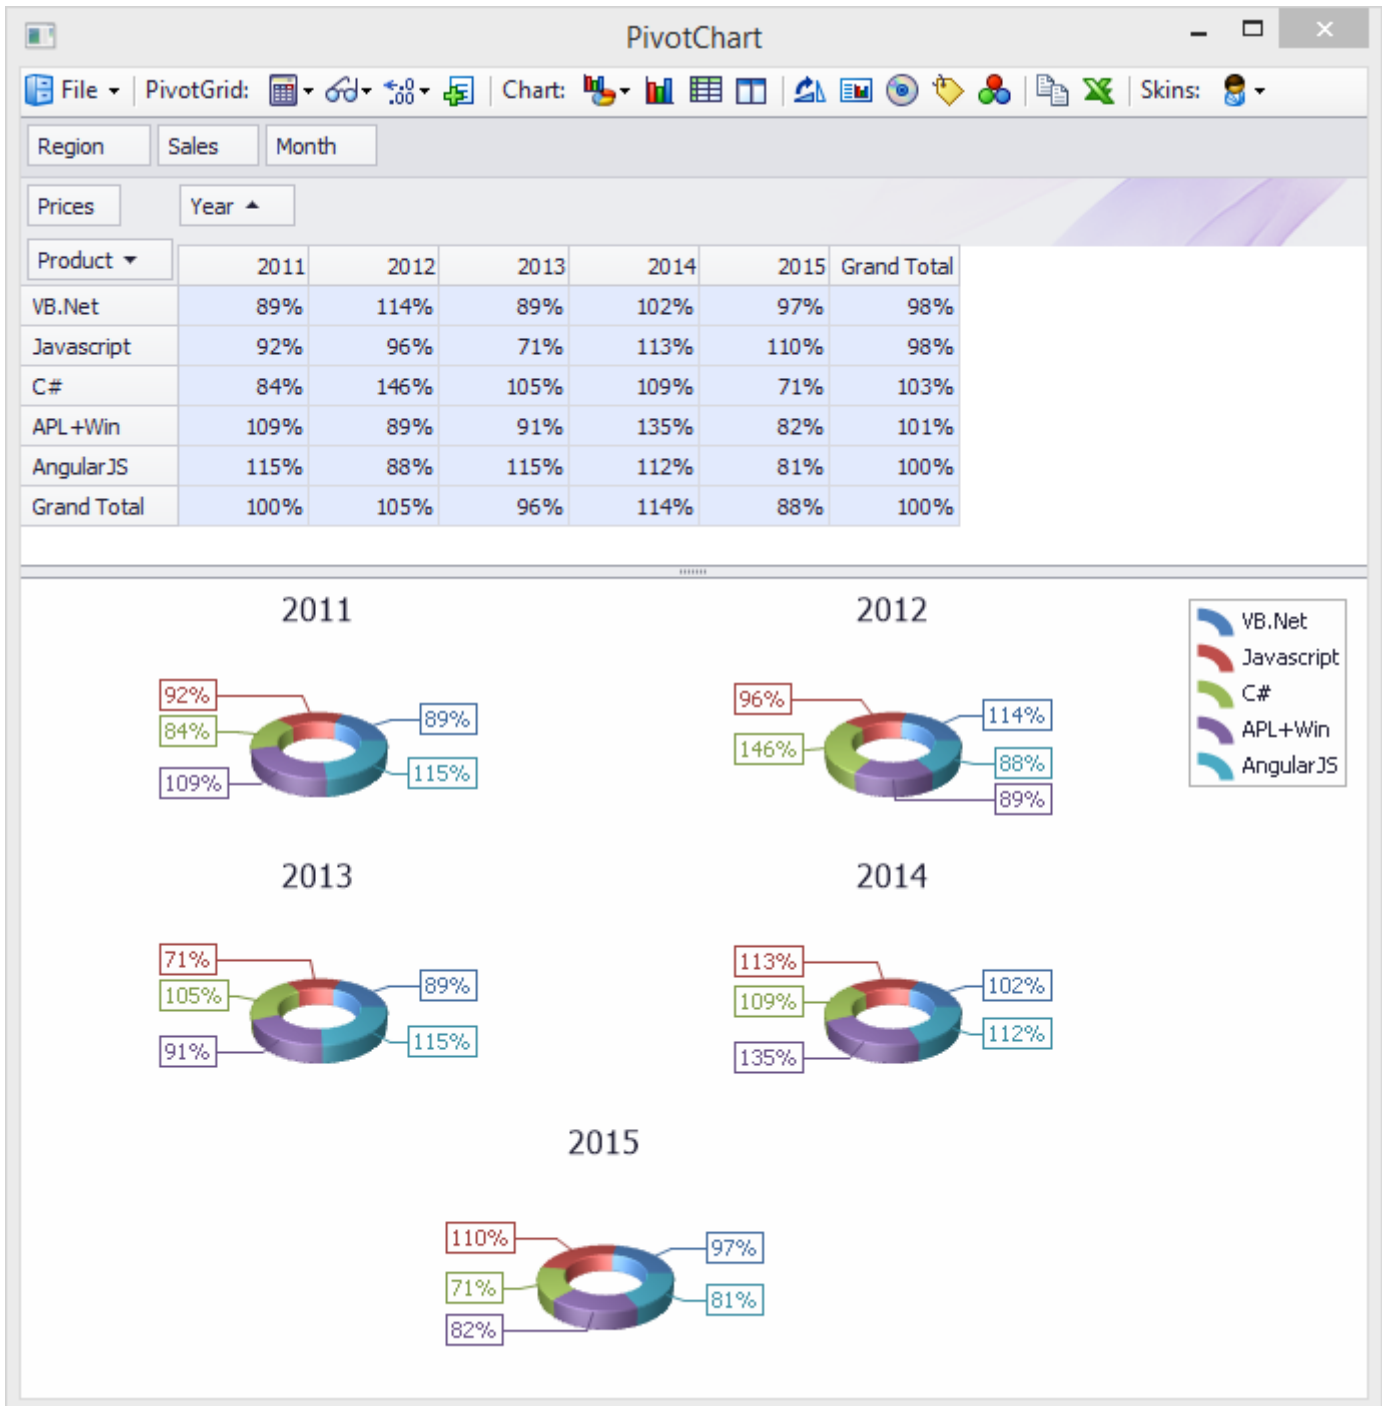 PivotChart
File PivotGrid: Chart: Skins:
Region Sales Month
Prices Year
Product 2011 2012 2013 2014 2015 Grand Total
VB.Net 89% 114% 89% 102% 97% 98%
Javascript 92% 96% 71% 113% 110% 98%
C# 84% 146% 105% 109% 71% 103%
APL+Win 109% 89% 91% 135% 82% 101%
AngularJS 115% 88% 115% 112% 81% 100%
Grand Total 100% 105% 96% 114% 88% 100%
2011
92%
89%
84%
115%
109%
2012
96%
114%
146%
88%
89%
VB.Net
Javascript
C#
APL+Win
AngularJS
2013
71%
89%
105%
115%
91%
2014
113%
102%
109%
112%
135%
2015
110%
97%
71%
81%
82%